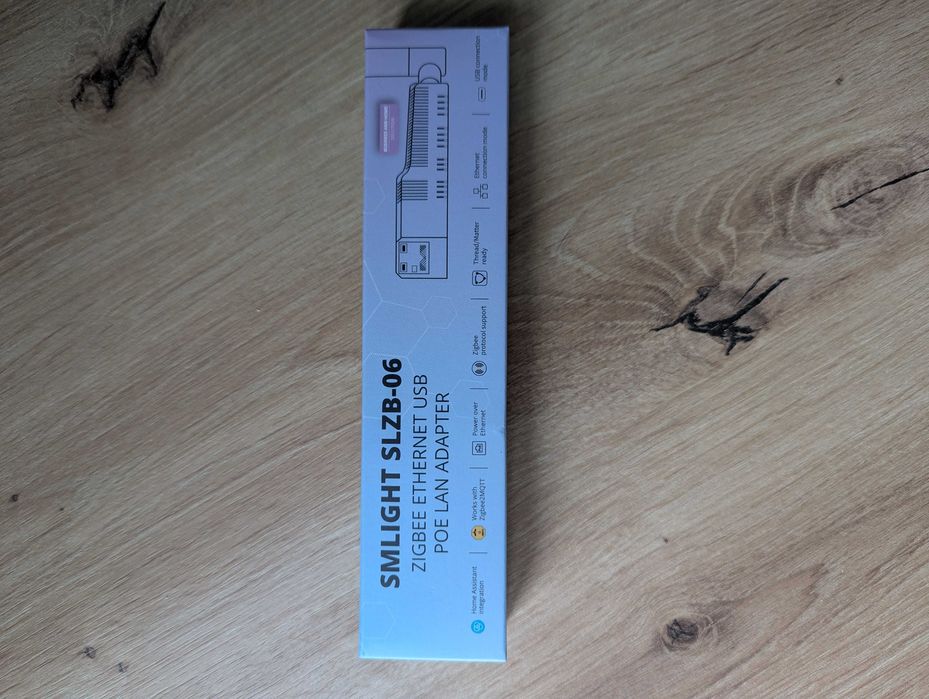 SMLIGHT SLZB-06
ZIGBEE ETHERNET USB
POE LAN ADAPTER
Home Assistant
integration
Works with
Zigbee2MQTT
Power over
Ethernet
Zigbee
protocol support
Thread/Matter
ready
Ethernet
connection mode
USB connection
mode